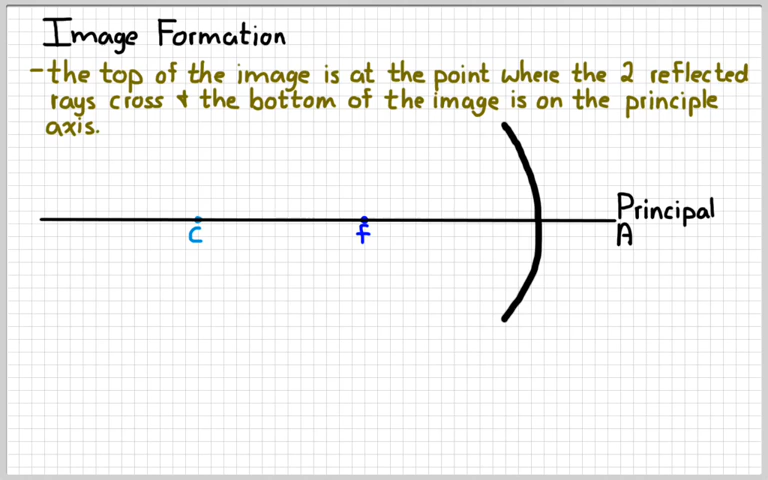 Image Formation
-the top of the image is at the point where the 2 reflected
rays cross & the bottom of the image is on the principle
axis.
Principal
A
C
f